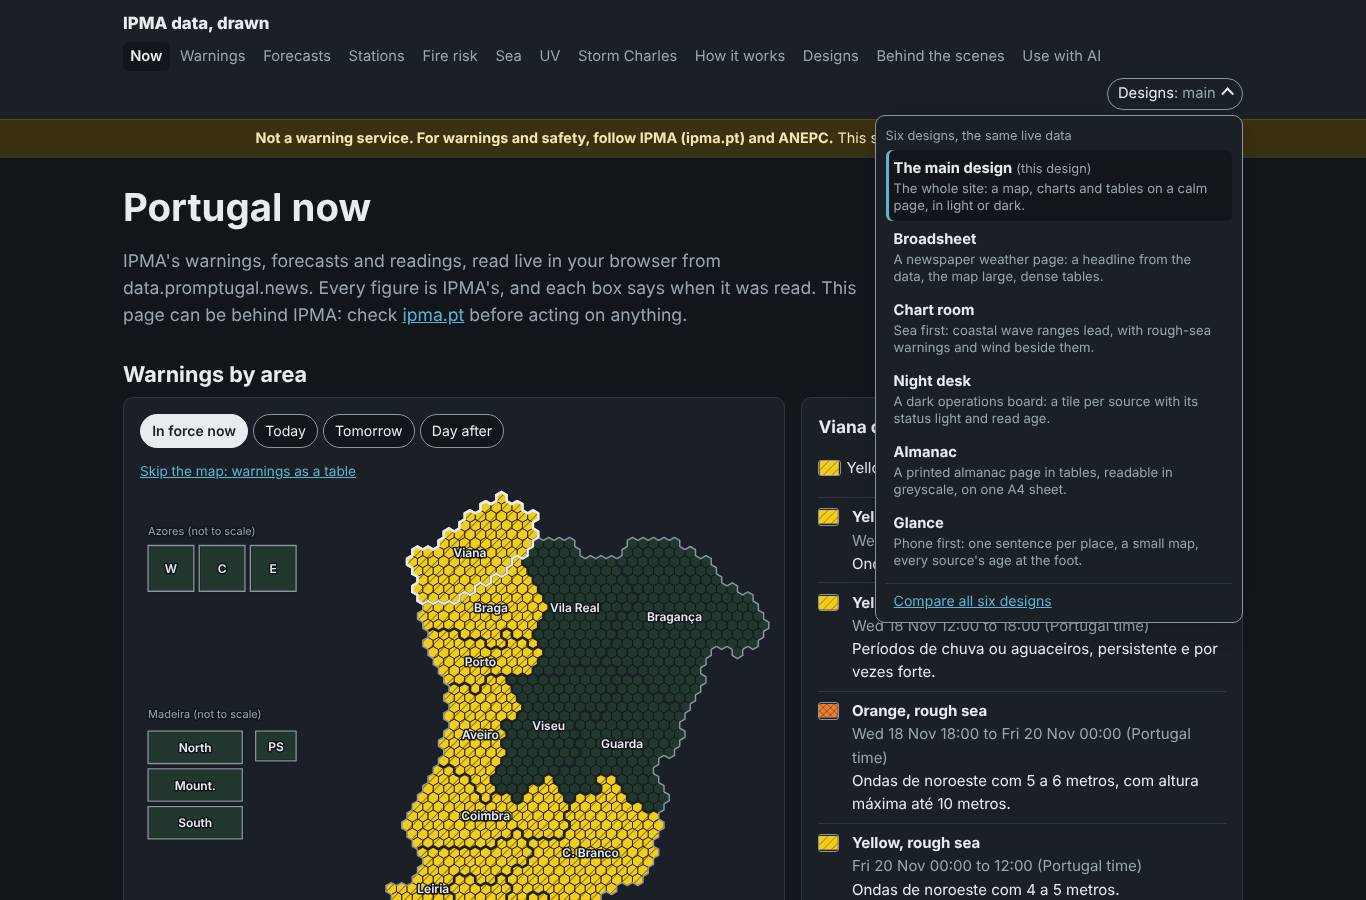 IPMA data, drawn
Now Warnings Forecasts Stations Fire risk Sea UV Storm Charles How it works Designs Behind the scenes Use with AI
Designs: main
Not a warning service. For warnings and safety, follow IPMA (ipma.pt) and ANEPC. This
Six designs, the same live data
The main design (this design)
The whole site: a map, charts and tables on a calm
page, in light or dark.
Broadsheet
A newspaper weather page: a headline from the
data, the map large, dense tables.
Chart room
Sea first: coastal wave ranges lead, with rough-sea
warnings and wind beside them.
Night desk
A dark operations board: a tile per source with its
status light and read age.
Almanac
A printed almanac page in tables, readable in
greyscale, on one A4 sheet.
Glance
Phone first: one sentence per place, a small map,
every source's age at the foot.
Compare all six designs
Portugal now
IPMA's warnings, forecasts and readings, read live in your browser from
data.promptugal.news. Every figure is IPMA's, and each box says when it was read. This
page can be behind IPMA: check ipma.pt before acting on anything.
Warnings by area
In force now Today Tomorrow Day after
Skip the map: warnings as a table
Azores (not to scale)
W C E
Madeira (not to scale)
North PS
Mount.
South
Viana
Braga
Vila Real
Bragança
Porto
Viseu
Aveiro
Guarda
Coimbra
C. Branco
Leiria
Viana
Wed 18 Nov 12:00 to 18:00 (Portugal time)
Períodos de chuva ou aguaceiros, persistente e por
vezes forte.
Orange, rough sea
Wed 18 Nov 18:00 to Fri 20 Nov 00:00 (Portugal
time)
Ondas de noroeste com 5 a 6 metros, com altura
máxima até 10 metros.
Yellow, rough sea
Fri 20 Nov 00:00 to 12:00 (Portugal time)
Ondas de noroeste com 4 a 5 metros.